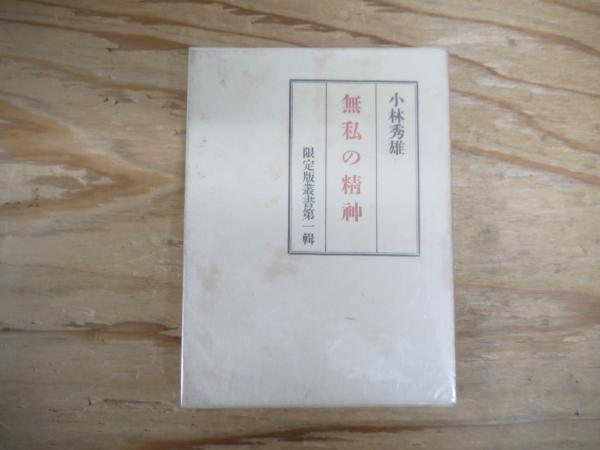 小林秀雄
無私の精神
限定版叢書第一輯